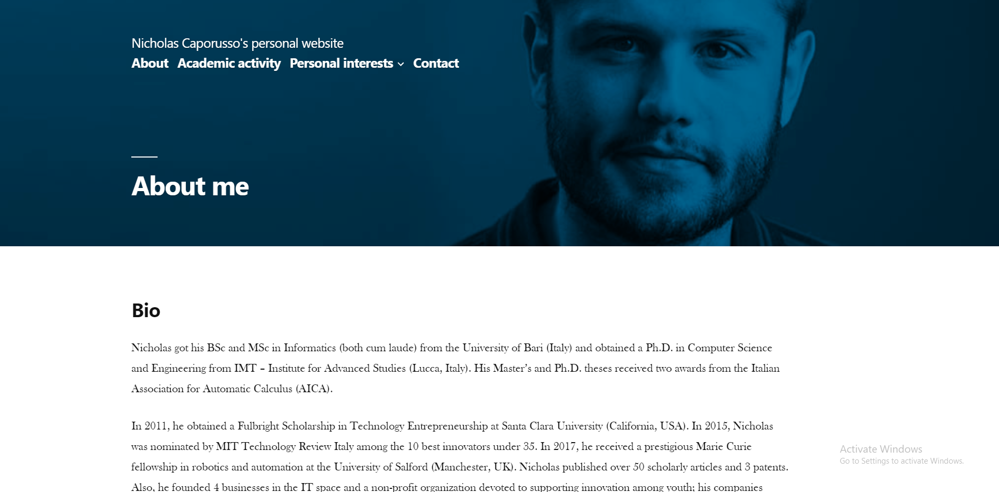 Nicholas Caporusso's personal website
About Academic activity Personal interests Contact
About me
Bio
Nicholas got his BSc and MSc in Informatics (both cum laude) from the University of Bari (Italy) and obtained a Ph.D. in Computer Science
and Engineering from IMT – Institute for Advanced Studies (Lucca, Italy). His Master’s and Ph.D. theses received two awards from the Italian
Association for Automatic Calculus (AICA).
In 2011, he obtained a Fulbright Scholarship in Technology Entrepreneurship at Santa Clara University (California, USA). In 2015, Nicholas
was nominated by MIT Technology Review Italy among the 10 best innovators under 35. In 2017, he received a prestigious Marie Curie
fellowship in robotics and automation at the University of Salford (Manchester, UK). Nicholas published over 50 scholarly articles and 3 patents.
Also, he founded 4 businesses in the IT space and a non-profit organization devoted to supporting innovation among youth; his companies
Activate Windows
Go to Settings to activate Windows.